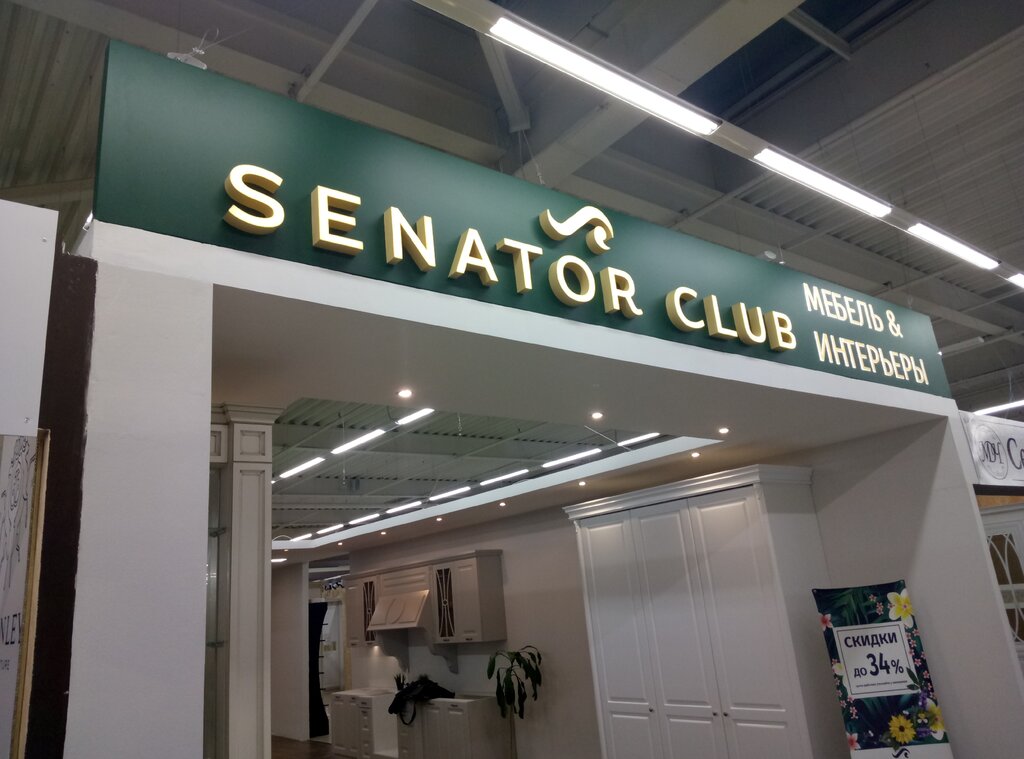 SENATOR CLUB
МЕБЕЛЬ &
ИНТЕРЬЕРЫ
СКИДКИ
ДО 34%